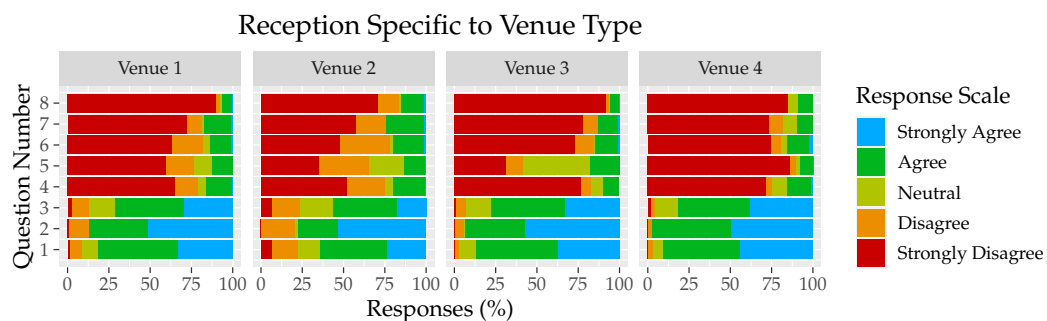 Reception Specific to Venue Type
Venue 1 Venue 2 Venue 3 Venue 4
Question Number
8
7
6
5
4
3
2
1
0 25 50 75 100 0 25 50 75 100 0 25 50 75 100 0 25 50 75 100
Responses (%)
Response Scale
Strongly Agree
Agree
Neutral
Disagree
Strongly Disagree